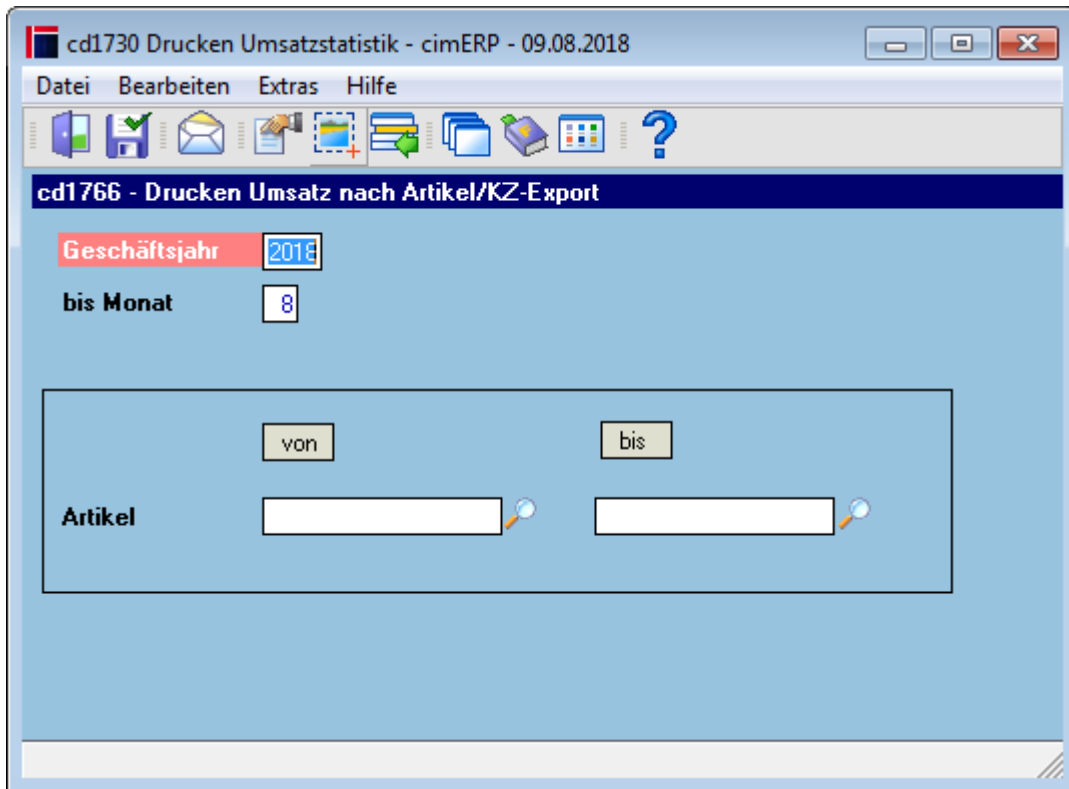 cd1730 Drucken Umsatzstatistik - cimERP - 09.08.2018
Datei Bearbeiten Extras Hilfe
cd1766 - Drucken Umsatz nach Artikel/KZ-Export
Geschäftsjahr 2018
bis Monat 8
von bis
Artikel